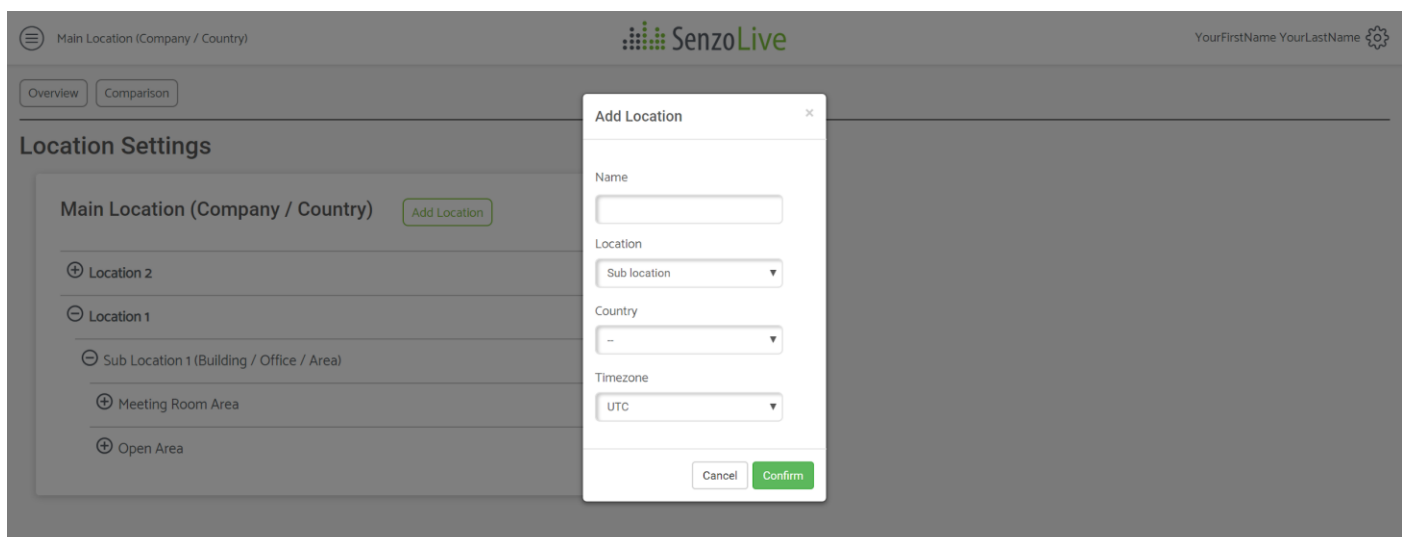 Main Location (Company / Country)
SenzoLive
YourFirstName YourLastName
Overview
Comparison
Location Settings
Main Location (Company / Country)
Add Location
Location 2
Location 1
Sub Location 1 (Building / Office / Area)
Meeting Room Area
Open Area
Add Location
×
Name
Location
Sub location
Country
--
Timezone
UTC
Cancel
Confirm